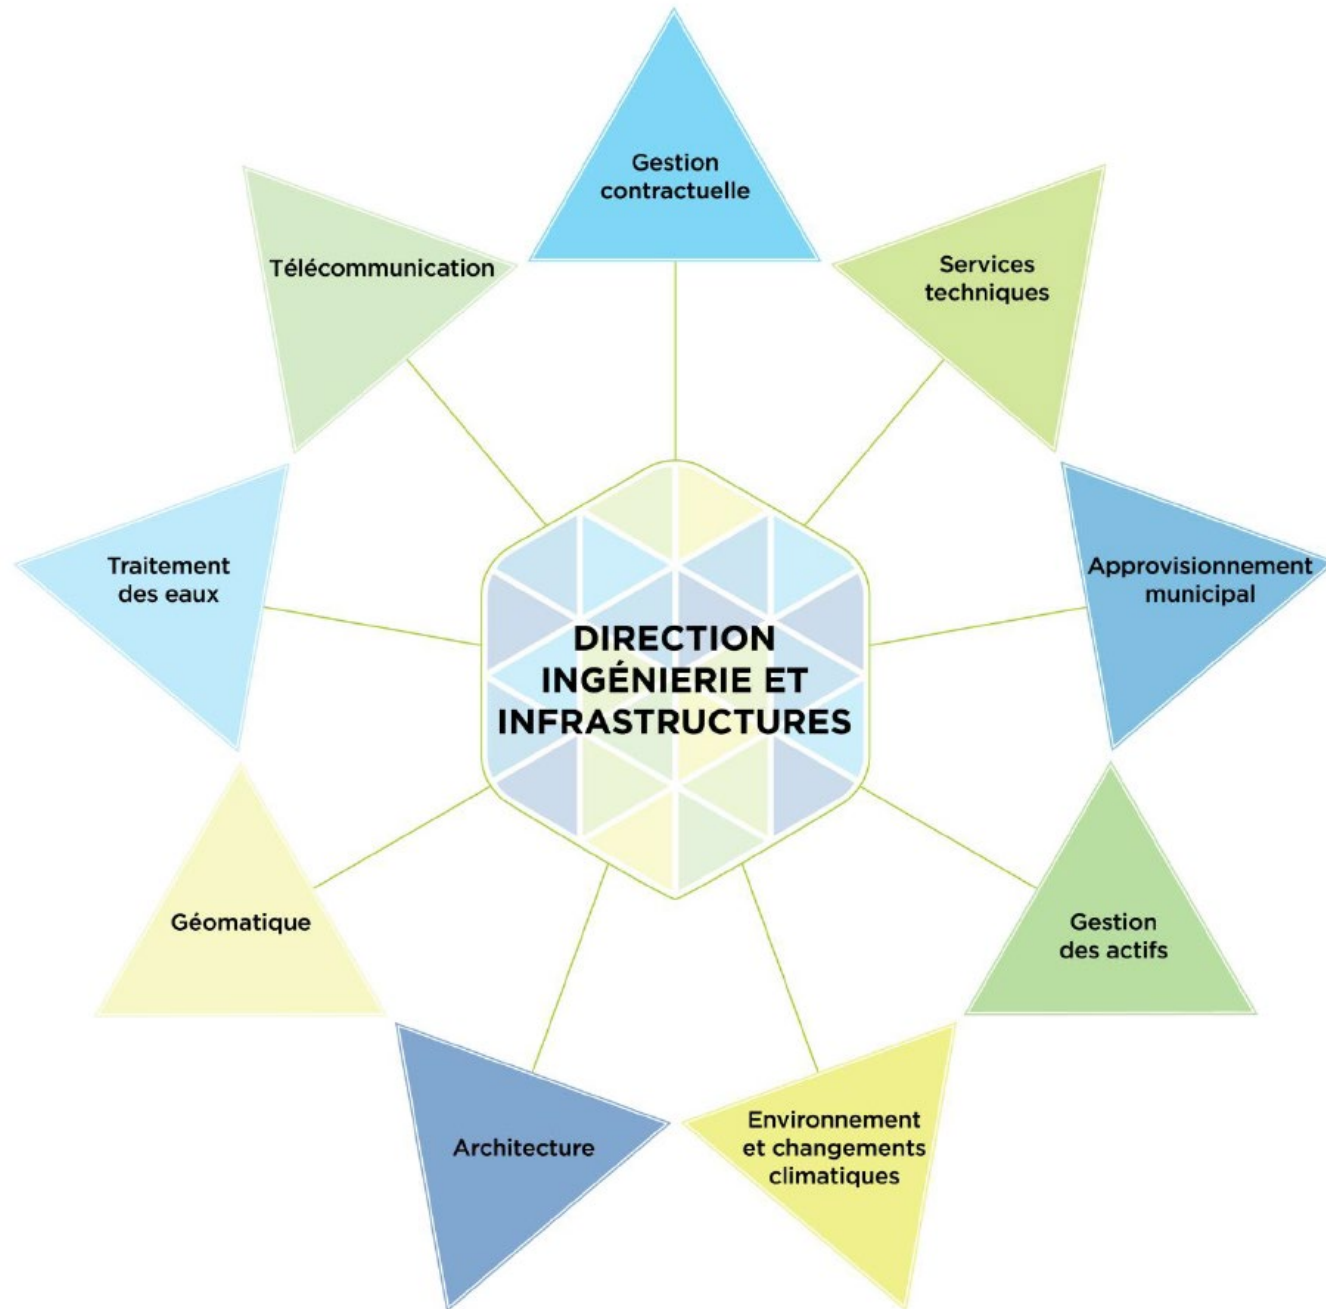 Gestion
contractuelle
Services
techniques
Approvisionnement
municipal
Gestion
des actifs
Environnement
et changements
climatiques
Architecture
Géomatique
Traitement
des eaux
Télécommunication
DIRECTION
INGÉNIERIE ET
INFRASTRUCTURES